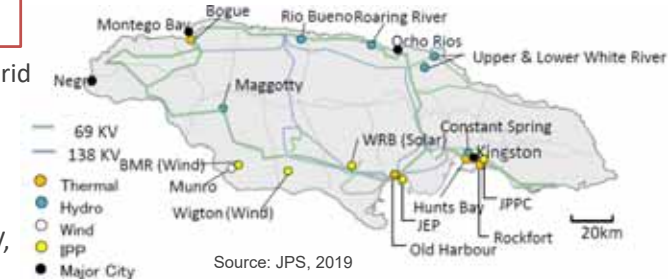 Bogue
Montego Bay
Rio Bueno Roaring River
Ocho Rios
Upper & Lower White River
rid
Negr
Maggotty
69 KV
138 KV
WRB (Solar)
Constant Spring
Kingston
BMR (Wind)
Thermal
Munro
Hydro
Wigton (Wind)
Hunts Bay
JPPC
Wind
JEP
Rockfort
20km
IPP
Old Harbour
Major City
Source: JPS, 2019